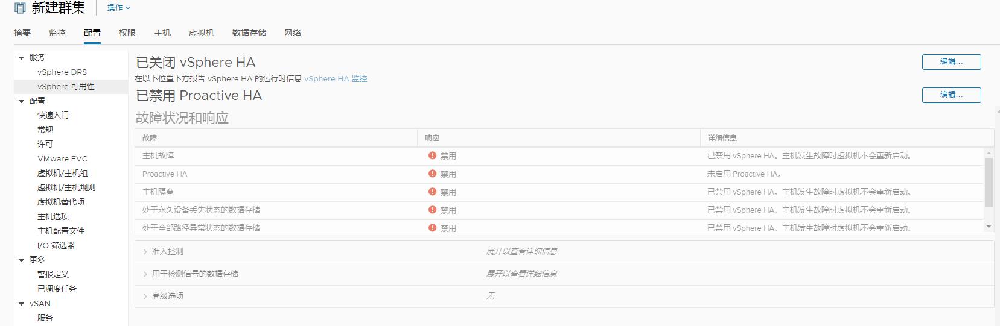 新建群集 操作
摘要 监控 配置 权限 主机 虚拟机 数据存储 网络
服务
vSphere DRS
vSphere 可用性
配置
快速入门
常规
许可
VMware EVC
虚拟机/主机组
虚拟机/主机规则
虚拟机替代项
主机选项
主机配置文件
I/O 筛选器
更多
警报定义
已调度任务
vSAN
服务
已关闭 vSphere HA 编辑...
在以下位置下方报告 vSphere HA 的运行时信息 vSphere HA 监控
已禁用 Proactive HA 编辑...
故障状况和响应
故障 响应 详细信息
主机故障 禁用 已禁用 vSphere HA。主机发生故障时虚拟机不会重新启动。
Proactive HA 禁用 未启用 Proactive HA。
主机隔离 禁用 已禁用 vSphere HA。主机发生故障时虚拟机不会重新启动。
处于永久设备丢失状态的数据存储 禁用 已禁用 vSphere HA。主机发生故障时虚拟机不会重新启动。
处于全部路径异常状态的数据存储 禁用 已禁用 vSphere HA。主机发生故障时虚拟机不会重新启动。
准入控制 展开以查看详细信息
用于检测信号的数据存储 展开以查看详细信息
高级选项 无